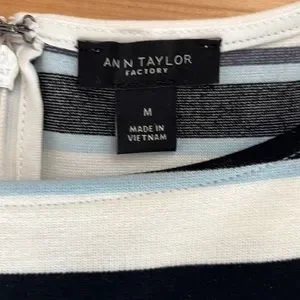 ANN TAYLOR
FACTORY
M
MADE IN
VIETNAM